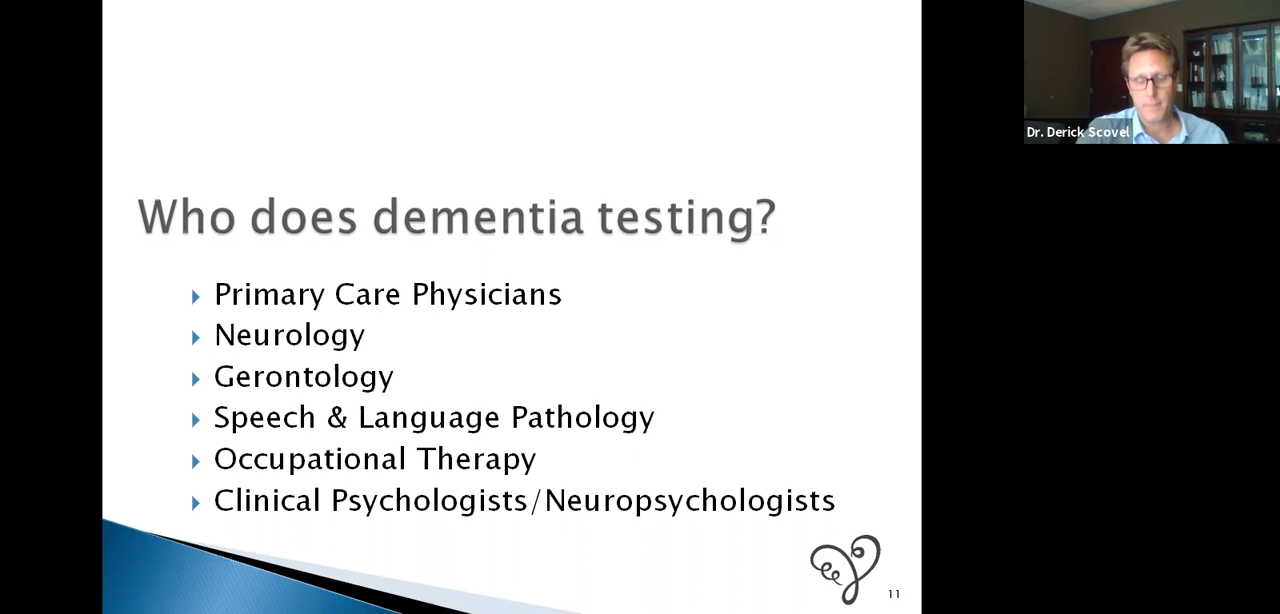 Who does dementia testing?
Primary Care Physicians
Neurology
Gerontology
Speech & Language Pathology
Occupational Therapy
Clinical Psychologists/Neuropsychologists
11
Dr. Derick Scovel